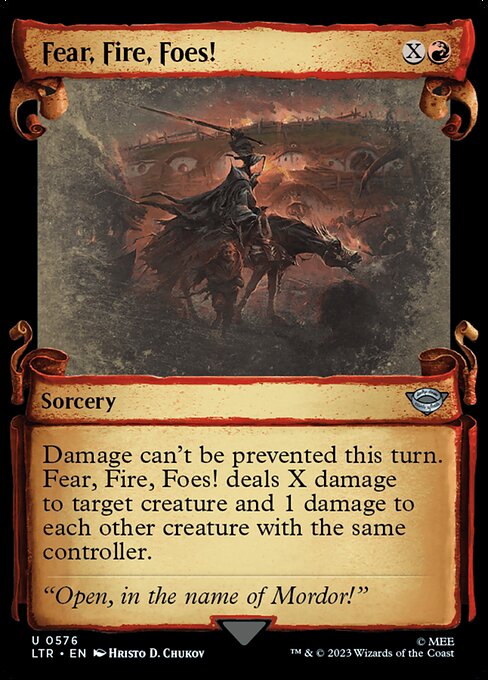 Fear, Fire, Foes! X
Sorcery
Damage can't be prevented this turn.
Fear, Fire, Foes! deals X damage
to target creature and 1 damage to
each other creature with the same
controller.
“Open, in the name of Mordor!”
U 0576
LTR • EN Hristo D. Chukov
© MEE
™ & © 2023 Wizards of the Coast